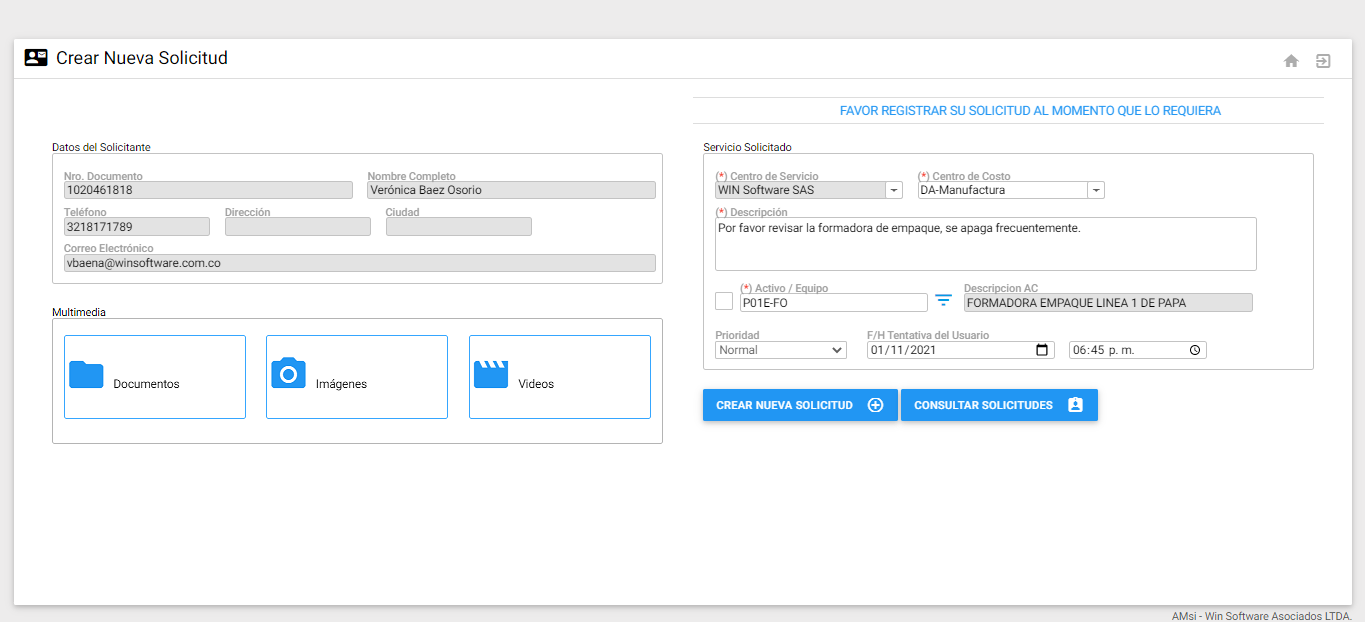 Crear Nueva Solicitud
FAVOR REGISTRAR SU SOLICITUD AL MOMENTO QUE LO REQUIERA
Datos del Solicitante
Nro. Documento Nombre Completo
1020461818 Verónica Baez Osorio
Teléfono Dirección Ciudad
3218171789
Correo Electrónico
vbaena@winsoftware.com.co
Multimedia
Documentos Imágenes Videos
Servicio Solicitado
(*) Centro de Servicio (*) Centro de Costo
WIN Software SAS DA-Manufactura
(*) Descripción
Por favor revisar la formadora de empaque, se apaga frecuentemente.
(*) Activo / Equipo Descripcion AC
P01E-FO FORMADORA EMPAQUE LINEA 1 DE PAPA
Prioridad F/H Tentativa del Usuario
Normal 01/11/2021 06:45 p. m.
CREAR NUEVA SOLICITUD CONSULTAR SOLICITUDES
AMsi - Win Software Asociados LTDA.